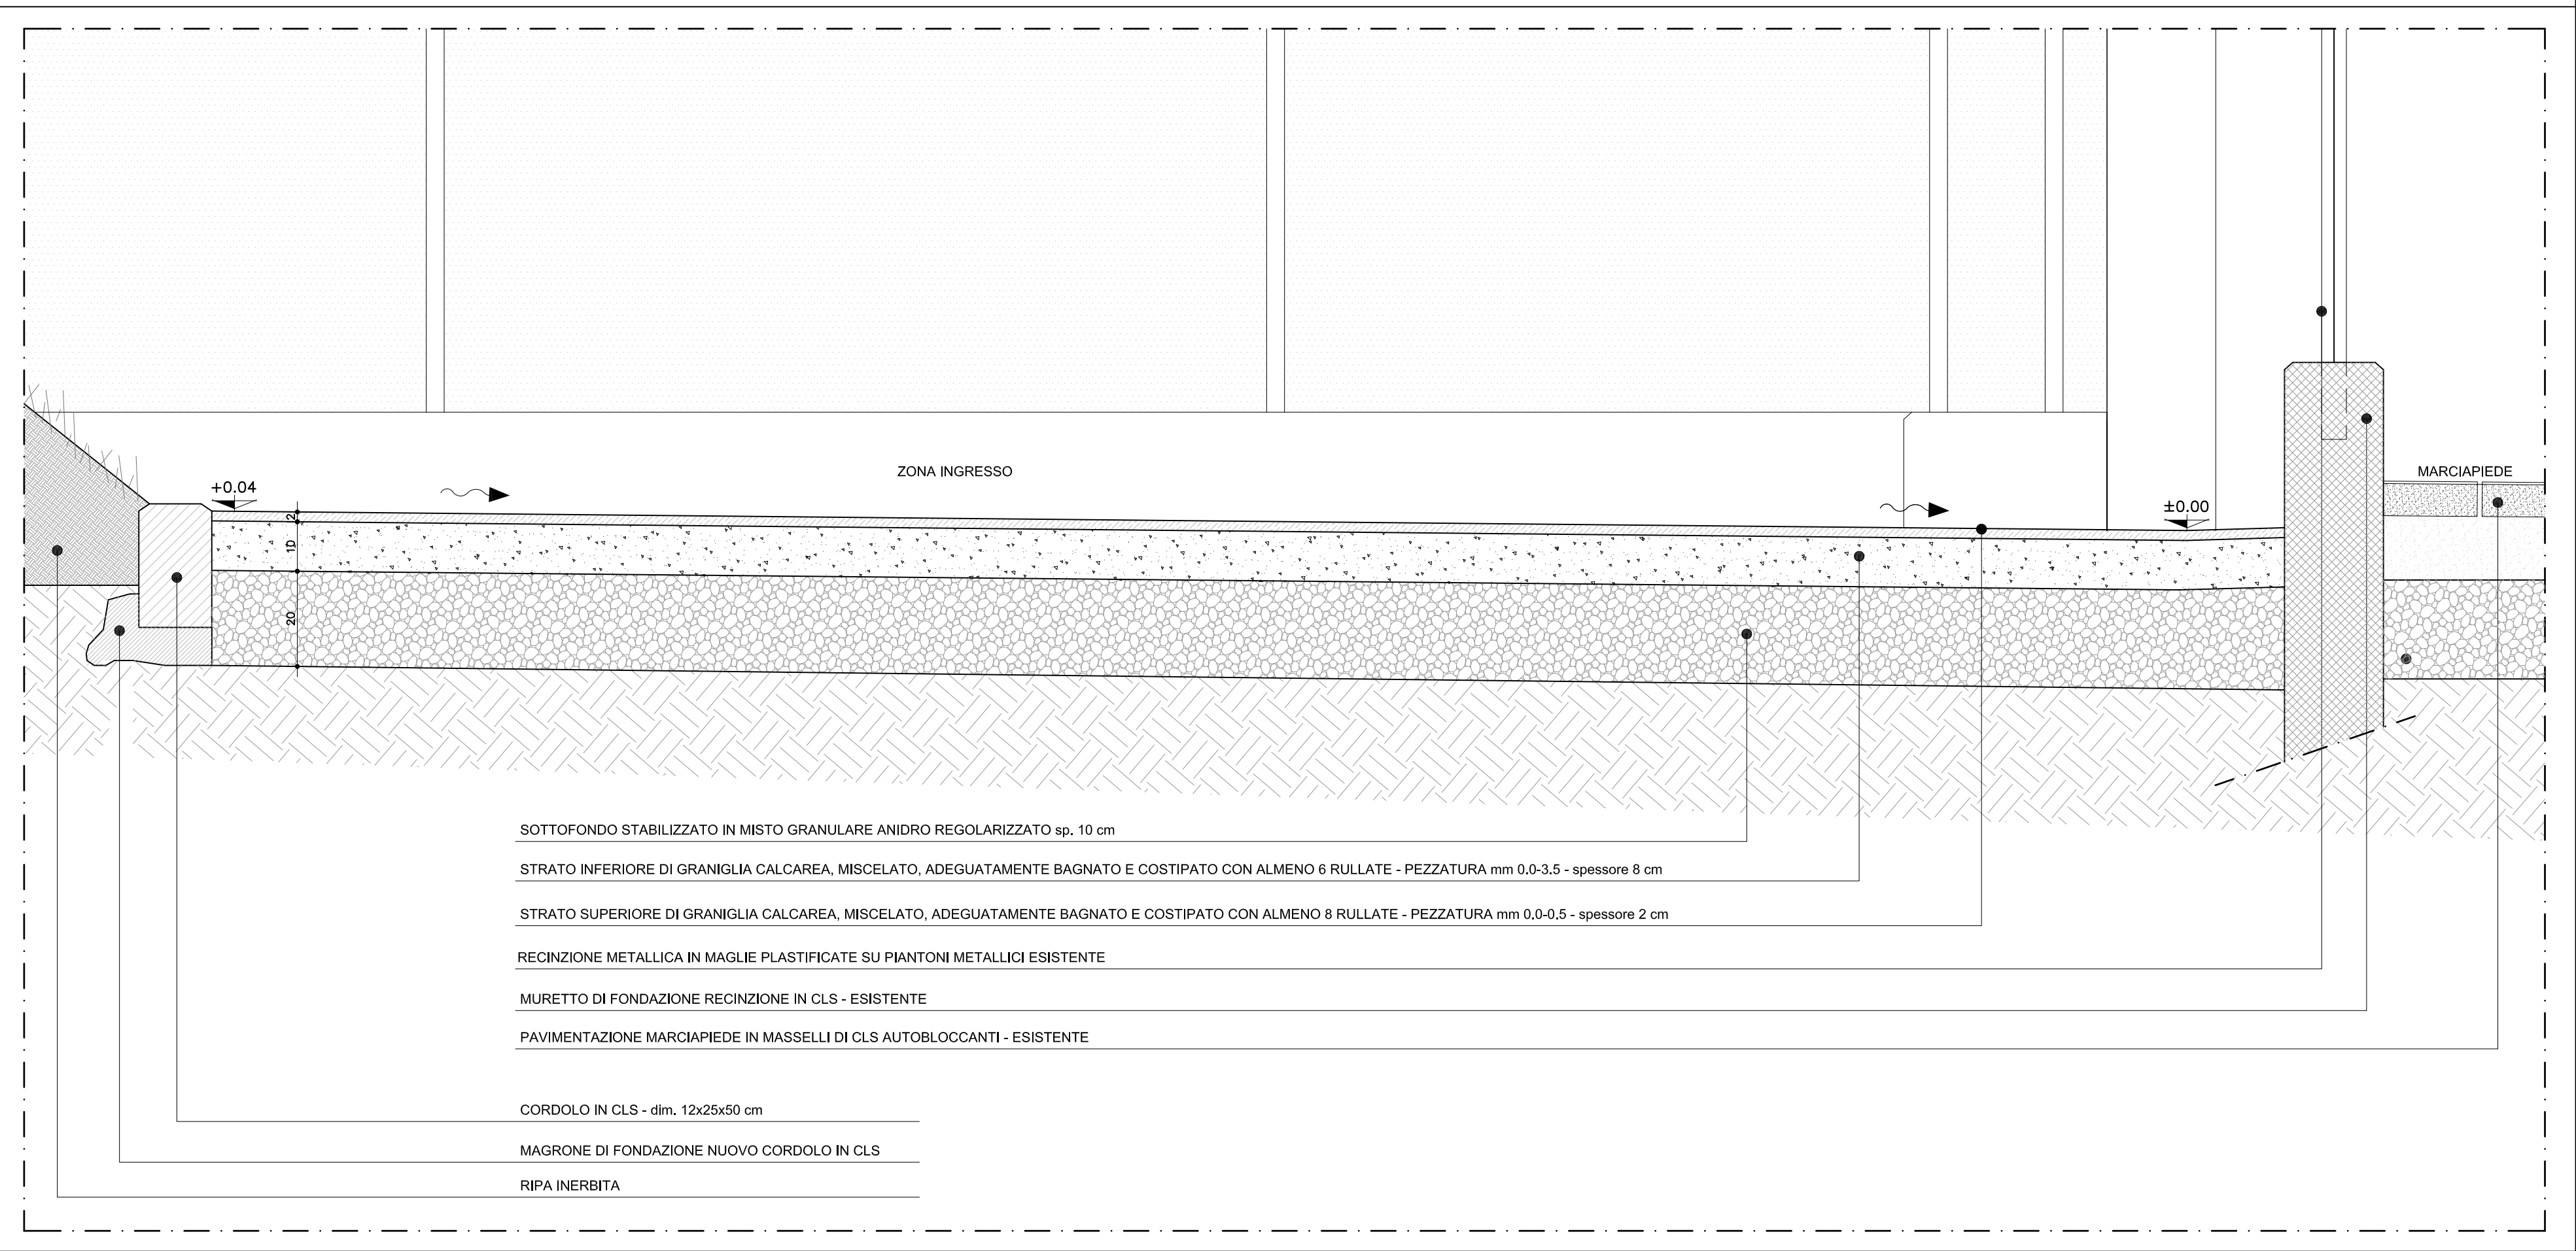 ZONA INGRESSO
MARCIAPIEDE
+0.04
±0.00
2
10
20
SOTTOFONDO STABILIZZATO IN MISTO GRANULARE ANIDRO REGOLARIZZATO sp. 10 cm
STRATO INFERIORE DI GRANIGLIA CALCAREA, MISCELATO, ADEGUATAMENTE BAGNATO E COSTIPATO CON ALMENO 6 RULLATE - PEZZATURA mm 0.0-3.5 - spessore 8 cm
STRATO SUPERIORE DI GRANIGLIA CALCAREA, MISCELATO, ADEGUATAMENTE BAGNATO E COSTIPATO CON ALMENO 8 RULLATE - PEZZATURA mm 0.0-0.5 - spessore 2 cm
RECINZIONE METALLICA IN MAGLIE PLASTIFICATE SU PIANTONI METALLICI ESISTENTE
MURETTO DI FONDAZIONE RECINZIONE IN CLS - ESISTENTE
PAVIMENTAZIONE MARCIAPIEDE IN MASSELLI DI CLS AUTOBLOCCANTI - ESISTENTE
CORDOLO IN CLS - dim. 12x25x50 cm
MAGRONE DI FONDAZIONE NUOVO CORDOLO IN CLS
RIPA INERBITA